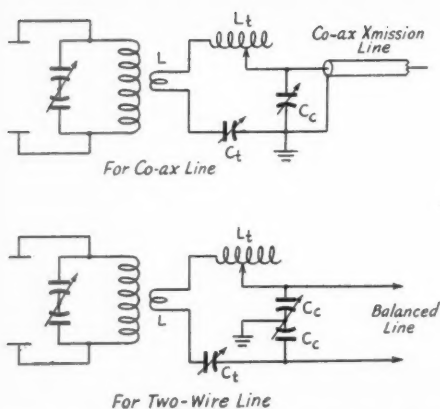 Lt
Co-ax Xmission
Line
L
Cc
Ct
For Co-ax Line
Lt
L
Cc
Cc
Balanced
Line
Ct
For Two-Wire Line